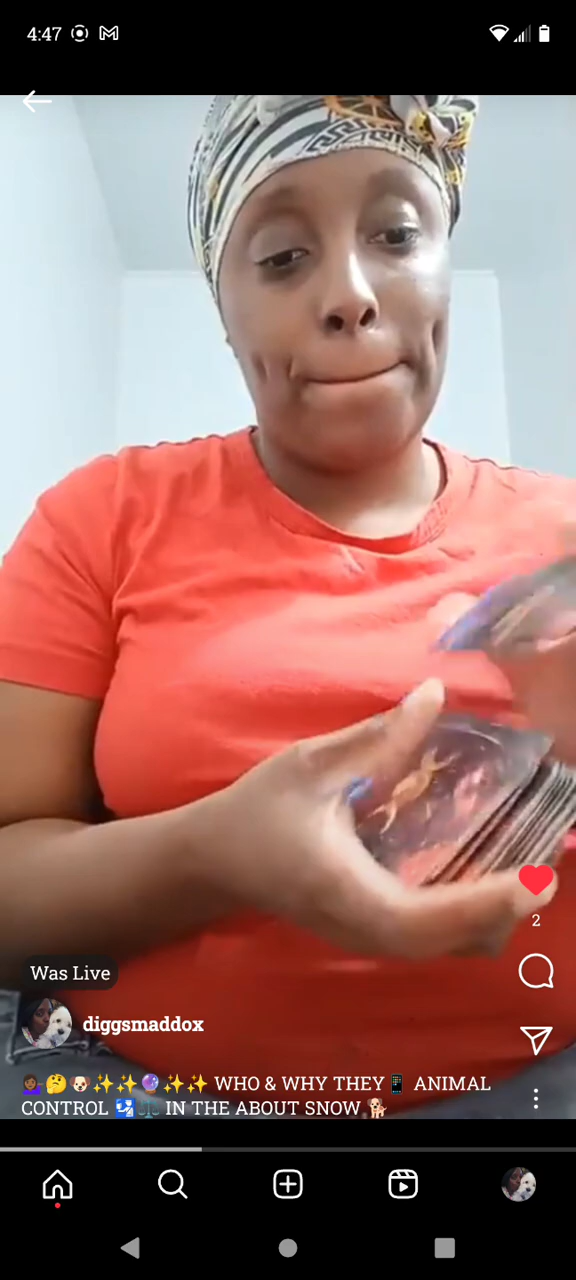 4:47
Was Live
2
diggsmaddox
💁🏾‍♀️🤔🐶✨✨🔮✨✨ WHO & WHY THEY📱 ANIMAL
CONTROL 🛂⚖️ IN THE ABOUT SNOW 🐕